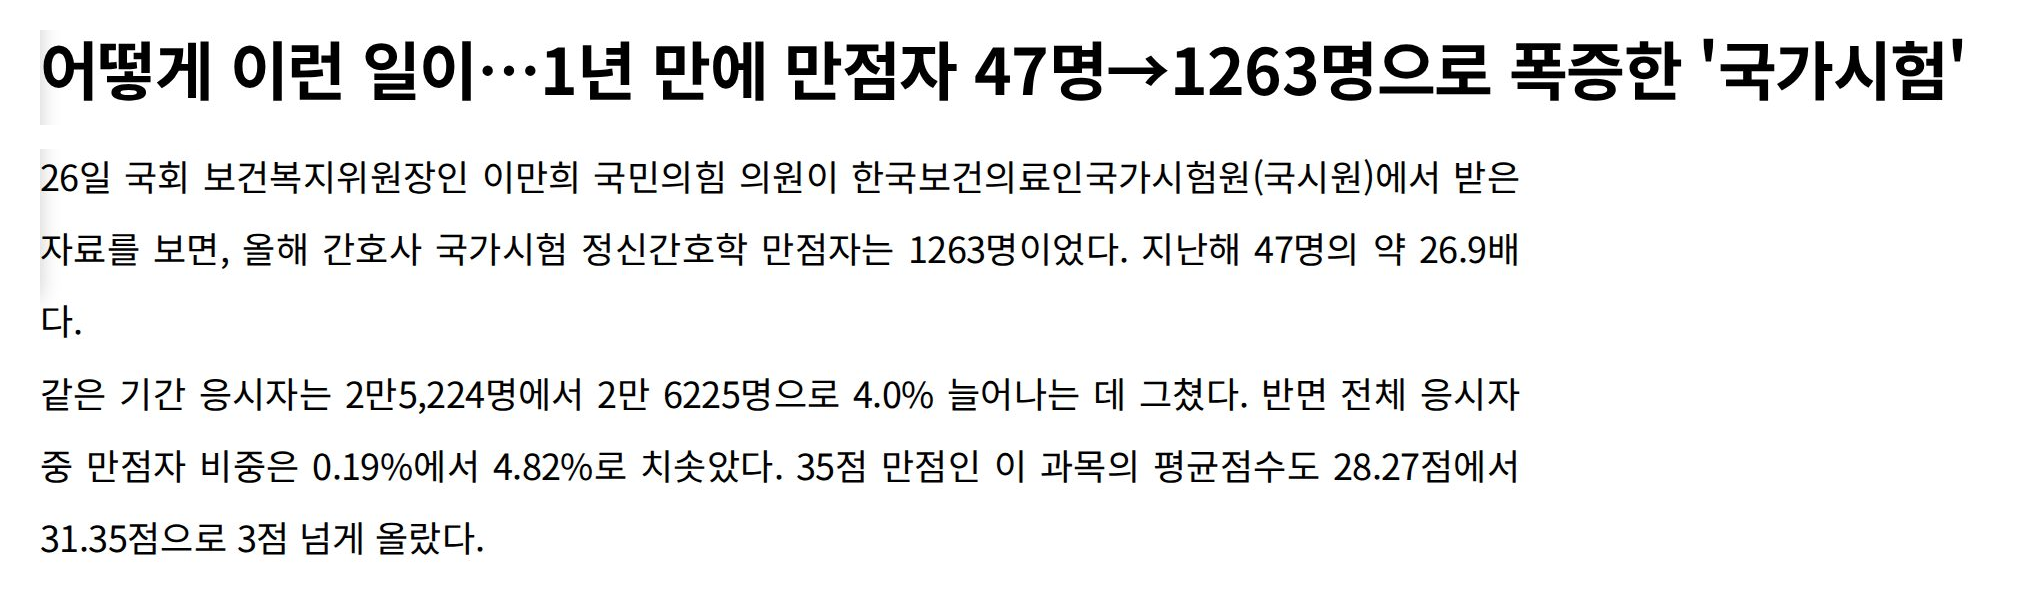 어떻게 이런 일이…1년 만에 만점자 47명→1263명으로 폭증한 '국가시험'
26일 국회 보건복지위원장인 이만희 국민의힘 의원이 한국보건의료인국가시험원(국시원)에서 받은
자료를 보면, 올해 간호사 국가시험 정신간호학 만점자는 1263명이었다. 지난해 47명의 약 26.9배
다.
같은 기간 응시자는 2만5,224명에서 2만 6225명으로 4.0% 늘어나는 데 그쳤다. 반면 전체 응시자
중 만점자 비중은 0.19%에서 4.82%로 치솟았다. 35점 만점인 이 과목의 평균점수도 28.27점에서
31.35점으로 3점 넘게 올랐다.